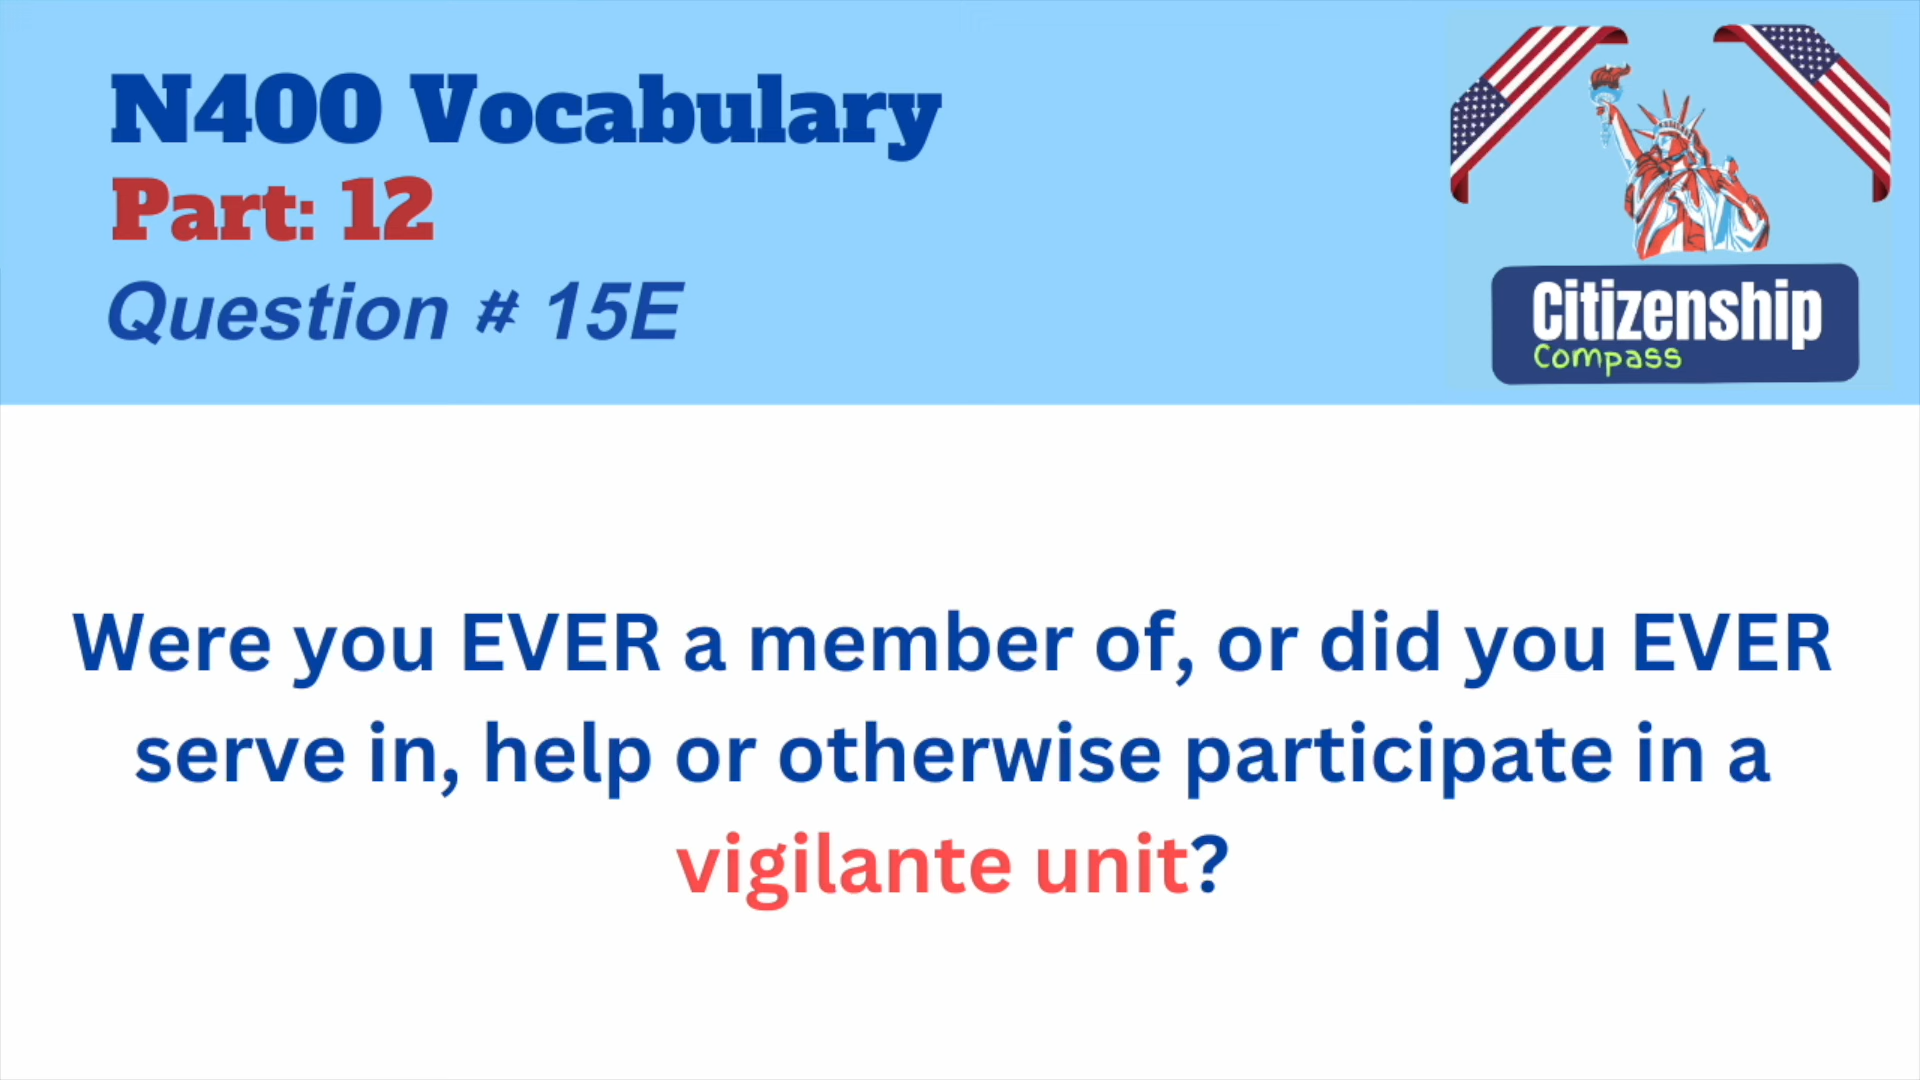 N400 Vocabulary
Part: 12
Question # 15E
Citizenship
Compass
Were you EVER a member of, or did you EVER
serve in, help or otherwise participate in a
vigilante unit?